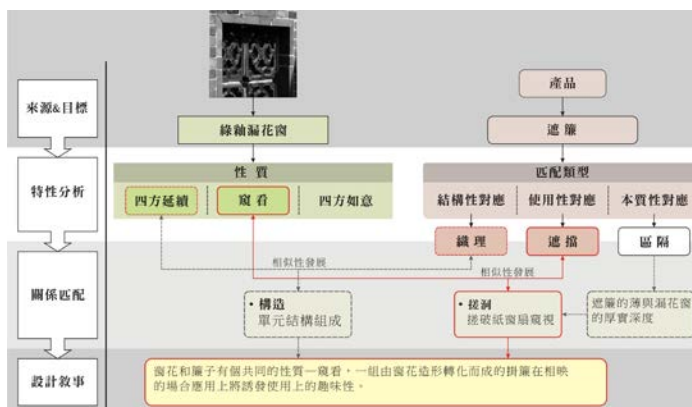 來源&目標
產品
綠釉漏花窗
遮簾
特性分析
性質
匹配類型
四方延續
窺看
四方如意
結構性對應
使用性對應
本質性對應
織理
遮擋
相似性發展
相似性發展
關係匹配
•構造
單元結構組成
•搓洞
搓破紙窗扇窺視
遮簾的薄與漏花窗
的厚實深度
設計敘事
窗花和簾子有個共同的性質—窺看。一組由窗花造形轉化而成的掛簾在相映
的場合應用上將誘發使用上的趣味性。